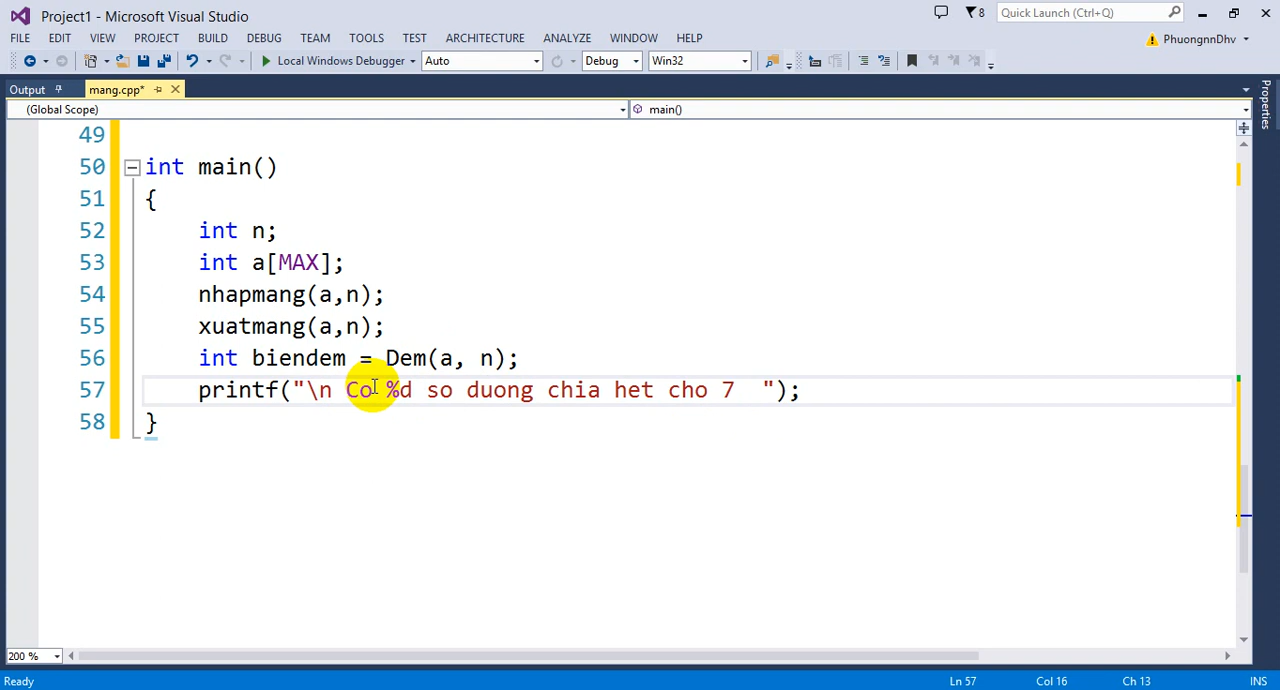 Project1 - Microsoft Visual Studio
8
Quick Launch (Ctrl+Q)
FILE EDIT VIEW PROJECT BUILD DEBUG TEAM TOOLS TEST ARCHITECTURE ANALYZE WINDOW HELP
PhuongnnDhv
Local Windows Debugger Auto Debug Win32
Output mang.cpp*
Properties
(Global Scope) main()
49
50 int main()
51 {
52 int n;
53 int a[MAX];
54 nhapmang(a,n);
55 xuatmang(a,n);
56 int biendem = Dem(a, n);
57 printf("\n Co %d so duong chia het cho 7  ");
58 }
200 %
Ready Ln 57 Col 16 Ch 13 INS